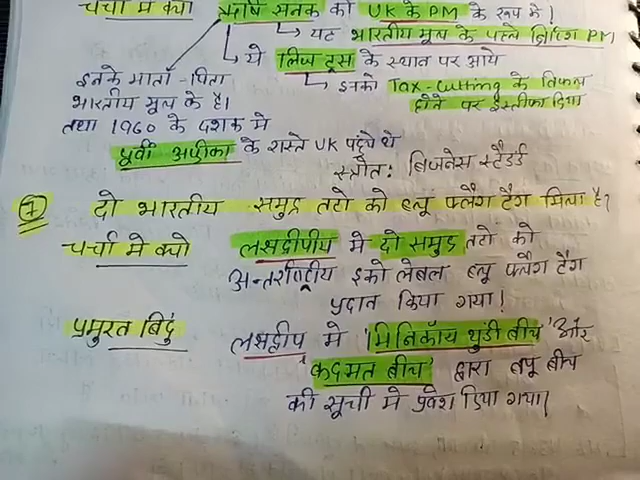 चर्चा में क्यो ऋषि सनक को UK के PM के रूप में।
यह भारतीय मूल के पहले ब्रिटिश PM
ये लिज ट्रस के स्थान पर आये
इनके माता-पिता
इनको Tax-cutting के विफल
भारतीय मूल के है।
होने पर इस्तीफा दिया
तथा 1960 के दशक मे
पूर्वी अफ्रीका के रास्ते UK पहुंचे थे
स्त्रोत: बिजनेस स्टैंडर्ड
7 दो भारतीय समुद्र तटो को ब्लू फ्लैग टैग मिला है?
चर्चा मे क्यो लक्षद्वीपीय मे दो समुद्र तटो को
अन्तर्राष्ट्रीय इको लेबल ब्लू फ्लैग टैग
प्रदान किया गया!
प्रमुख बिंदु लक्षद्वीप मे 'मिनिकॉय थुंडी बीच' और
'कदमत बीच' द्वारा ब्लू बीच
की सूची मे प्रवेश दिया गया।